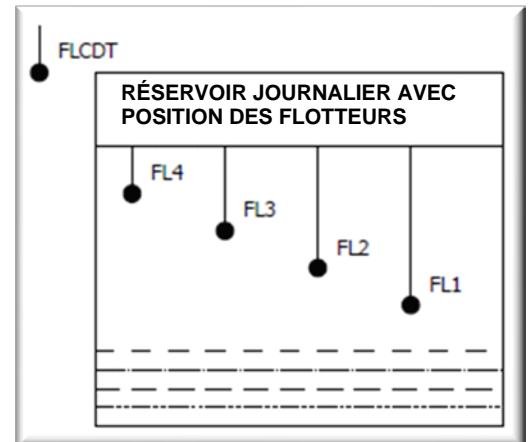 FLCDT
RÉSERVOIR JOURNALIER AVEC
POSITION DES FLOTTEURS
FL4
FL3
FL2
FL1